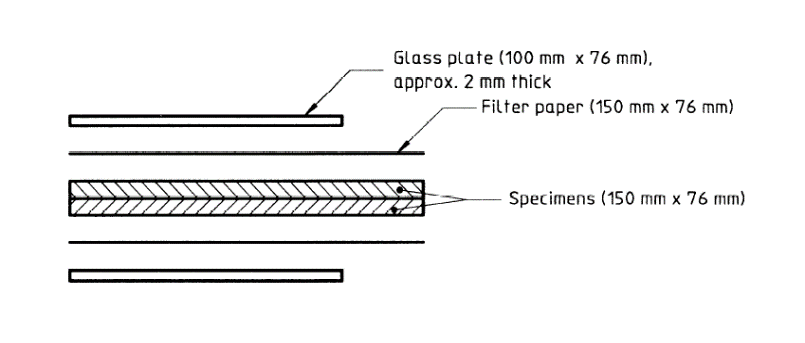 Glass plate (100 mm x 76 mm),
approx. 2 mm thick
Filter paper (150 mm x 76 mm)
Specimens (150 mm x 76 mm)